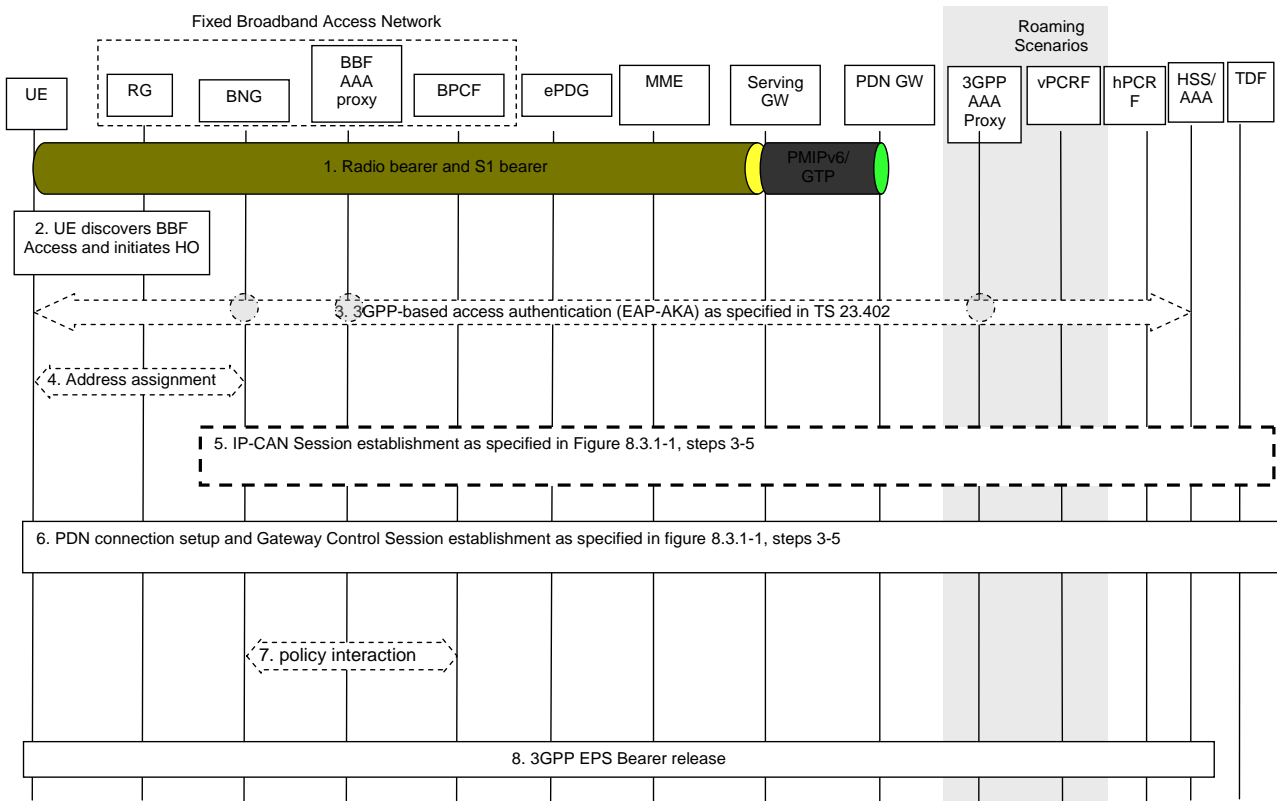 Fixed Broadband Access Network
Roaming
Scenarios
UE
RG
BNG
BBF
AAA
proxy
BPCF
ePDG
MME
Serving
GW
PDN GW
3GPP
AAA
Proxy
vPCRF
hPCR
F
HSS/
AAA
TDF
1. Radio bearer and S1 bearer
PMIPv6/
GTP
2. UE discovers BBF
Access and initiates HO
3. 3GPP-based access authentication (EAP-AKA) as specified in TS 23.402
4. Address assignment
5. IP-CAN Session establishment as specified in Figure 8.3.1-1, steps 3-5
6. PDN connection setup and Gateway Control Session establishment as specified in figure 8.3.1-1, steps 3-5
7. policy interaction
8. 3GPP EPS Bearer release